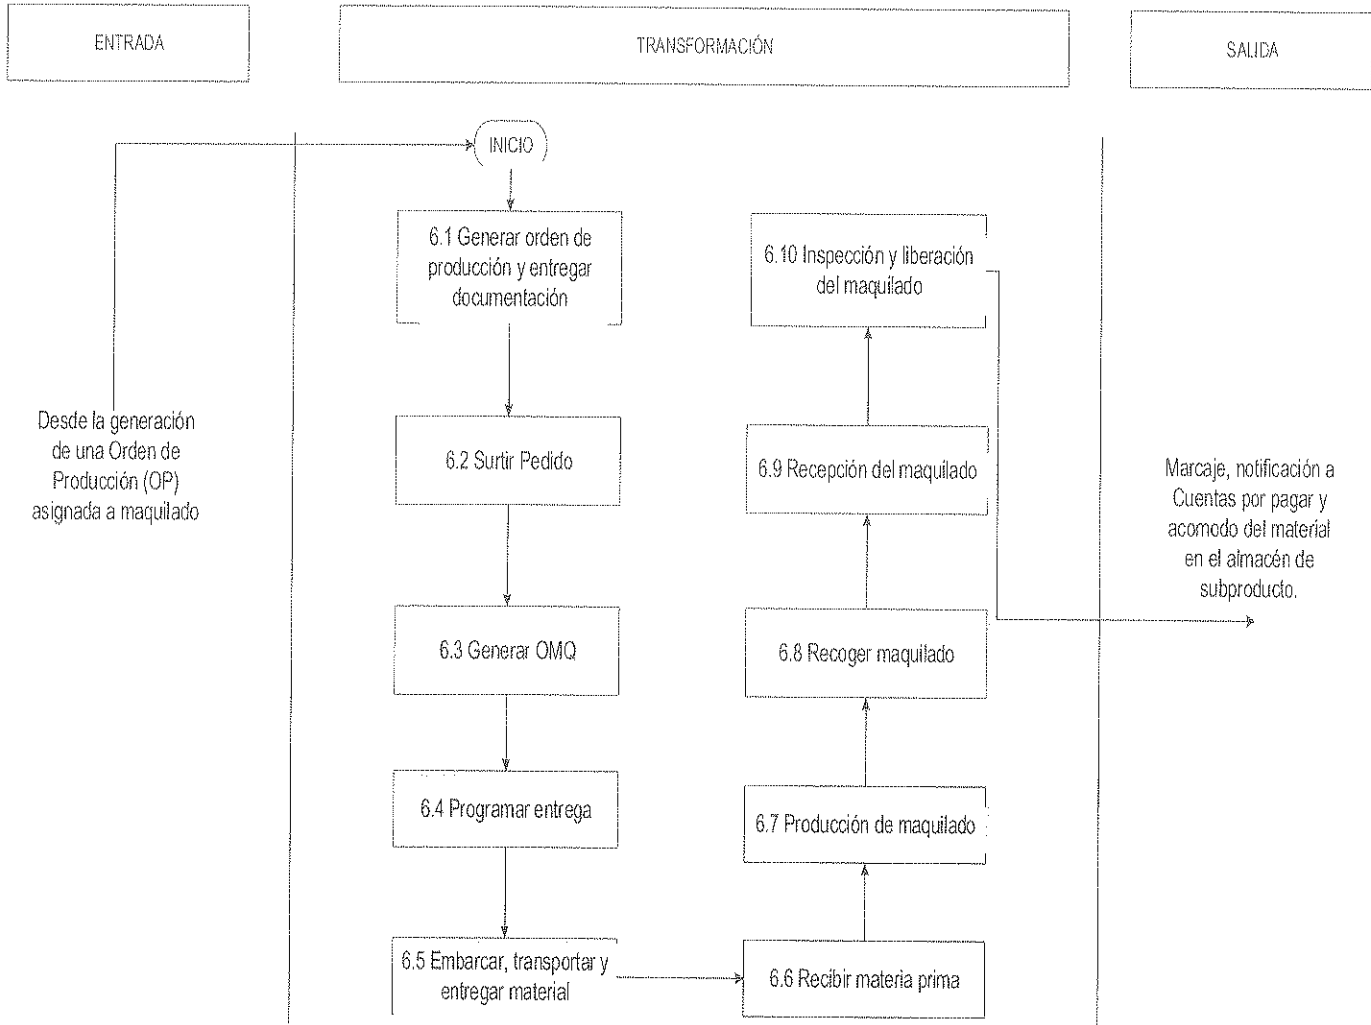 ENTRADA
TRANSFORMACIÓN
SALIDA
INICIO
6.1 Generar orden de
producción y entregar
documentación
6.2 Surtir Pedido
6.3 Generar OMQ
6.4 Programar entrega
6.5 Embarcar, transportar y
entregar material
6.6 Recibir materia prima
6.7 Producción de maquilado
6.8 Recoger maquilado
6.9 Recepción del maquilado
6.10 Inspección y liberación
del maquilado
Desde la generación
de una Orden de
Producción (OP)
asignada a maquilado
Marcaje, notificación a
Cuentas por pagar y
acomodo del material
en el almacén de
subproducto.